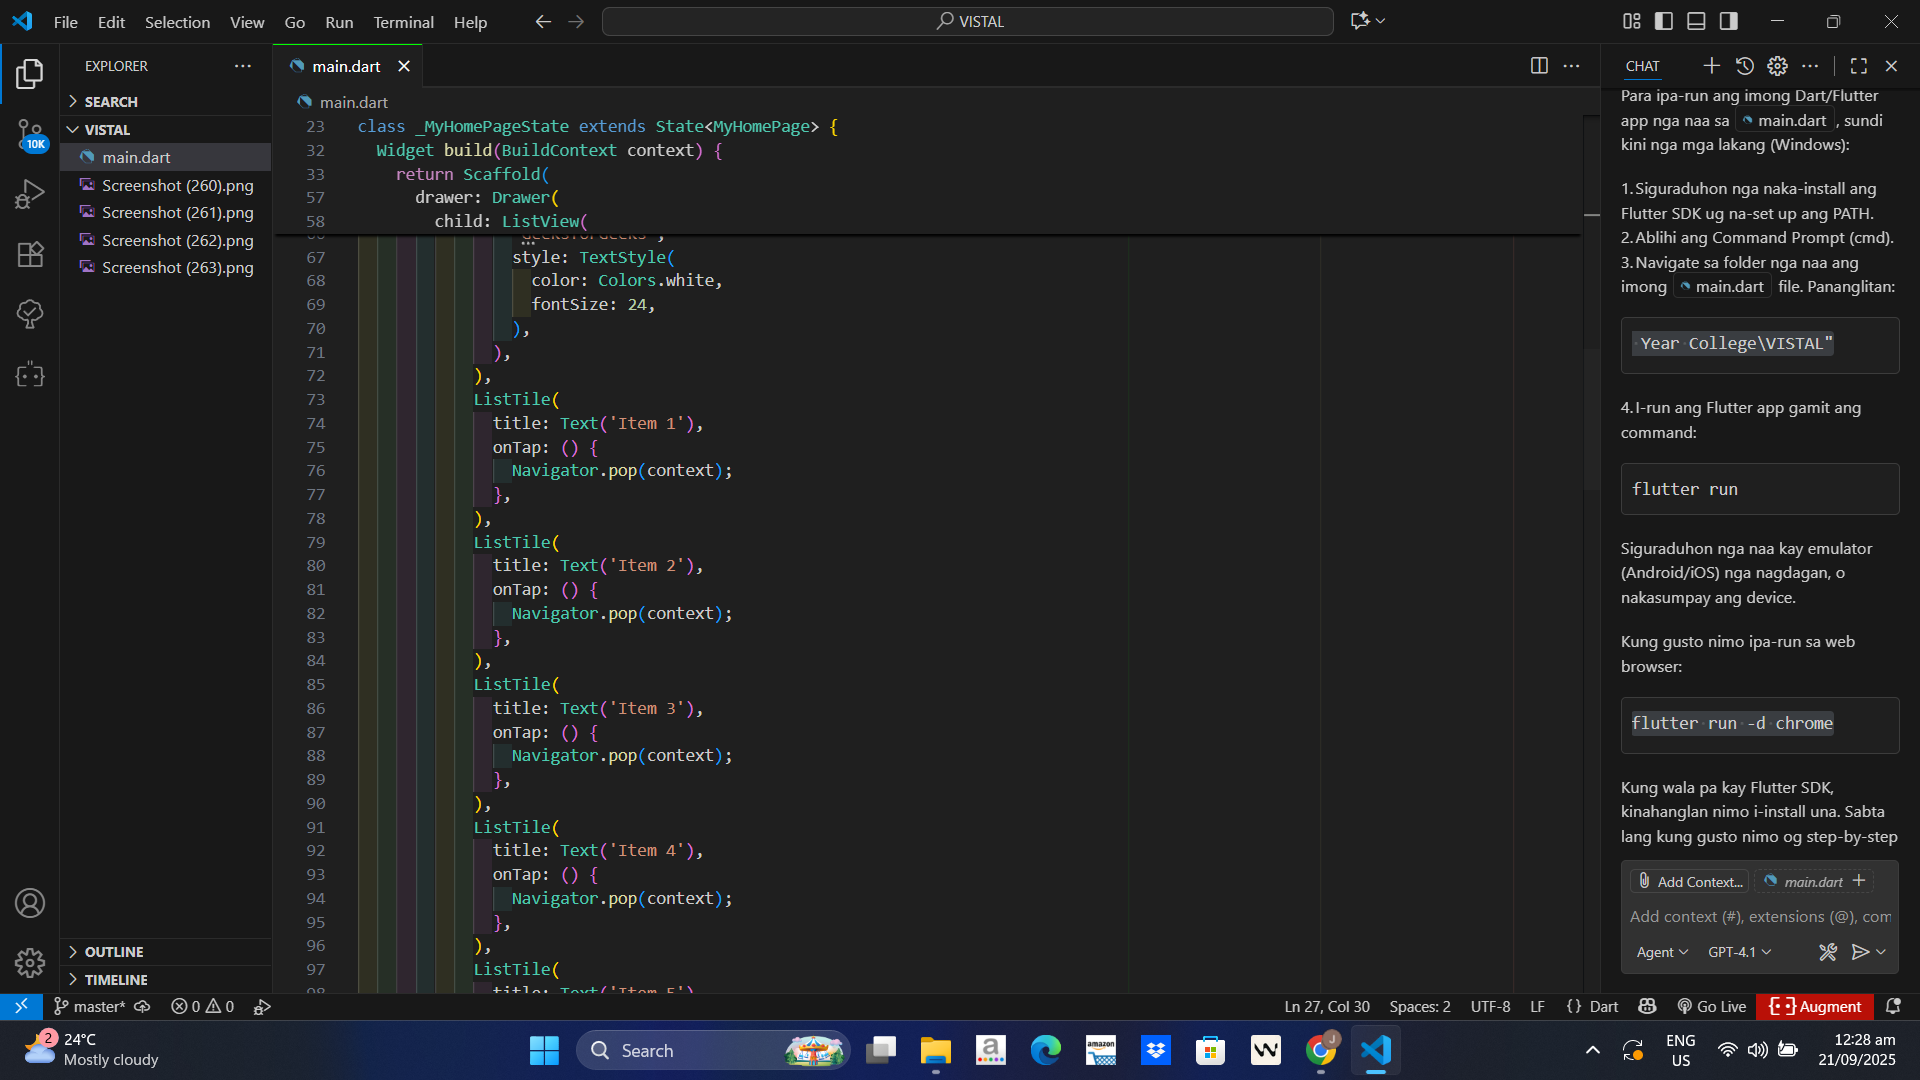 File Edit Selection View Go Run Terminal Help
VISTAL
EXPLORER
SEARCH
VISTAL
main.dart
Screenshot (260).png
Screenshot (261).png
Screenshot (262).png
Screenshot (263).png
OUTLINE
TIMELINE
10K
main.dart
main.dart
23 class _MyHomePageState extends State<MyHomePage> {
32 Widget build(BuildContext context) {
33 return Scaffold(
57 drawer: Drawer(
58 child: ListView(
67 style: TextStyle(
68 color: Colors.white,
69 fontSize: 24,
70 ),
71 ),
72 ),
73 ListTile(
74 title: Text('Item 1'),
75 onTap: () {
76 Navigator.pop(context);
77 },
78 ),
79 ListTile(
80 title: Text('Item 2'),
81 onTap: () {
82 Navigator.pop(context);
83 },
84 ),
85 ListTile(
86 title: Text('Item 3'),
87 onTap: () {
88 Navigator.pop(context);
89 },
90 ),
91 ListTile(
92 title: Text('Item 4'),
93 onTap: () {
94 Navigator.pop(context);
95 },
96 ),
97 ListTile(
98 title: Text('Item 5')
CHAT
Para ipa-run ang imong Dart/Flutter
app nga naa sa main.dart , sundi
kini nga mga lakang (Windows):
1. Siguraduhon nga naka-install ang
Flutter SDK ug na-set up ang PATH.
2. Ablihi ang Command Prompt (cmd).
3. Navigate sa folder nga naa ang
imong main.dart file. Pananglitan:
Year College\VISTAL"
4. I-run ang Flutter app gamit ang
command:
flutter run
Siguraduhon nga naa kay emulator
(Android/iOS) nga nagdagan, o
nakasumpay ang device.
Kung gusto nimo ipa-run sa web
browser:
flutter run -d chrome
Kung wala pa kay Flutter SDK,
kinahanglan nimo i-install una. Sabta
lang kung gusto nimo og step-by-step
Add Context... main.dart
Add context (#), extensions (@), com
Agent GPT-4.1
master* 0 0 Ln 27, Col 30 Spaces: 2 UTF-8 LF {} Dart Go Live Augment
2 24°C
Mostly cloudy
Search
a
amazon
J
ENG
US
12:28 am
21/09/2025